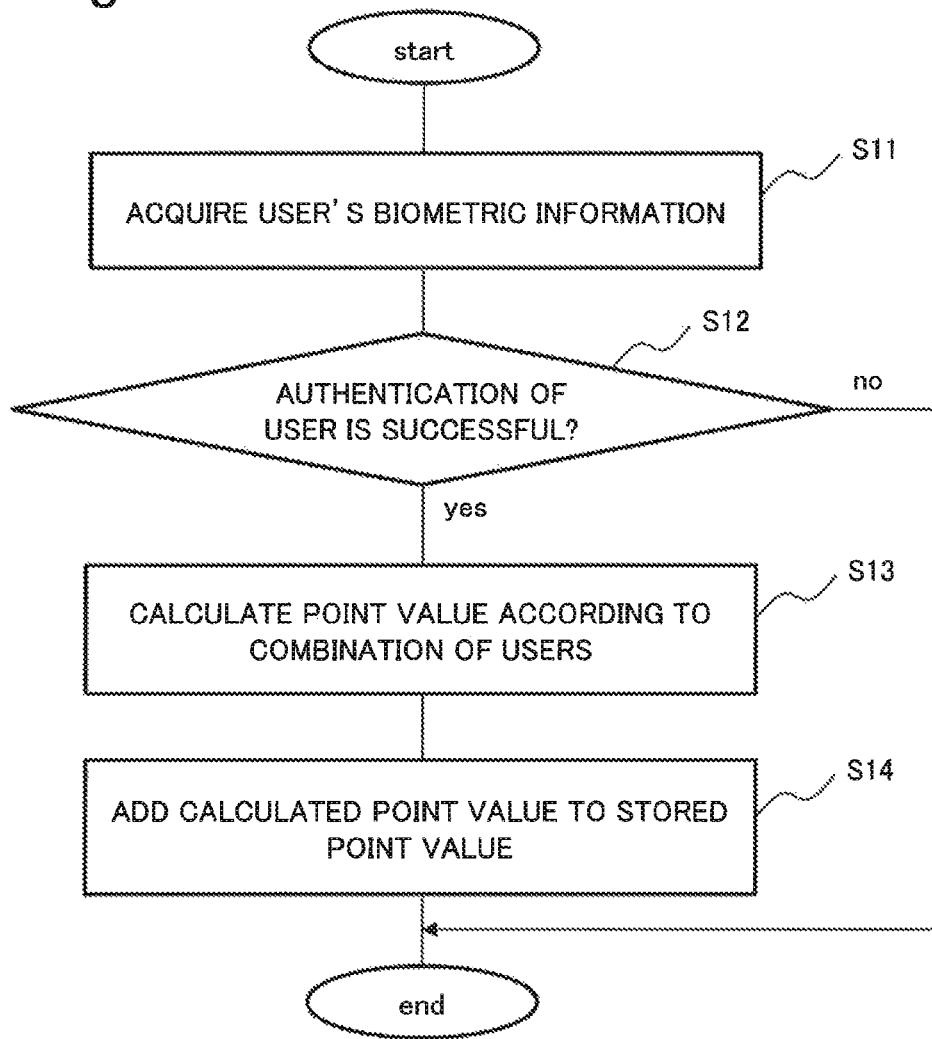 start
S11
ACQUIRE USER'S BIOMETRIC INFORMATION
S12
AUTHENTICATION OF
USER IS SUCCESSFUL?
no
yes
S13
CALCULATE POINT VALUE ACCORDING TO
COMBINATION OF USERS
S14
ADD CALCULATED POINT VALUE TO STORED
POINT VALUE
end